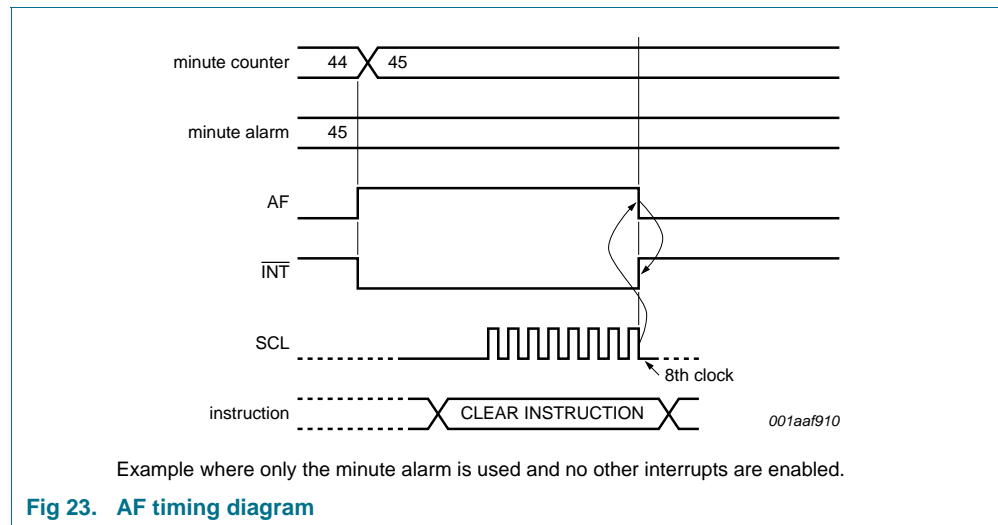 minute counter 44 45
minute alarm 45
AF
INT
SCL
8th clock
instruction CLEAR INSTRUCTION
001aaf910
Example where only the minute alarm is used and no other interrupts are enabled.
Fig 23. AF timing diagram